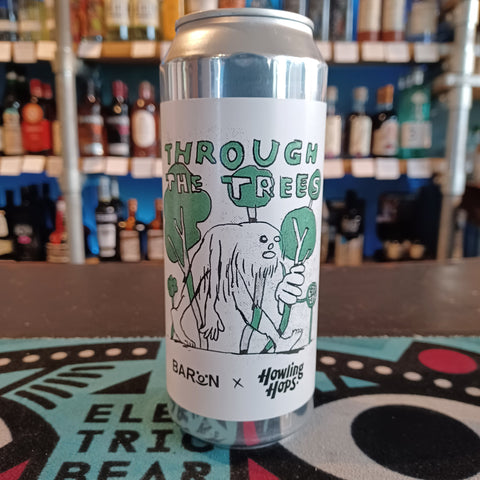 THROUGH
THE TREES
BARON x Howling
Hops
ELE
TRIC
BEAR